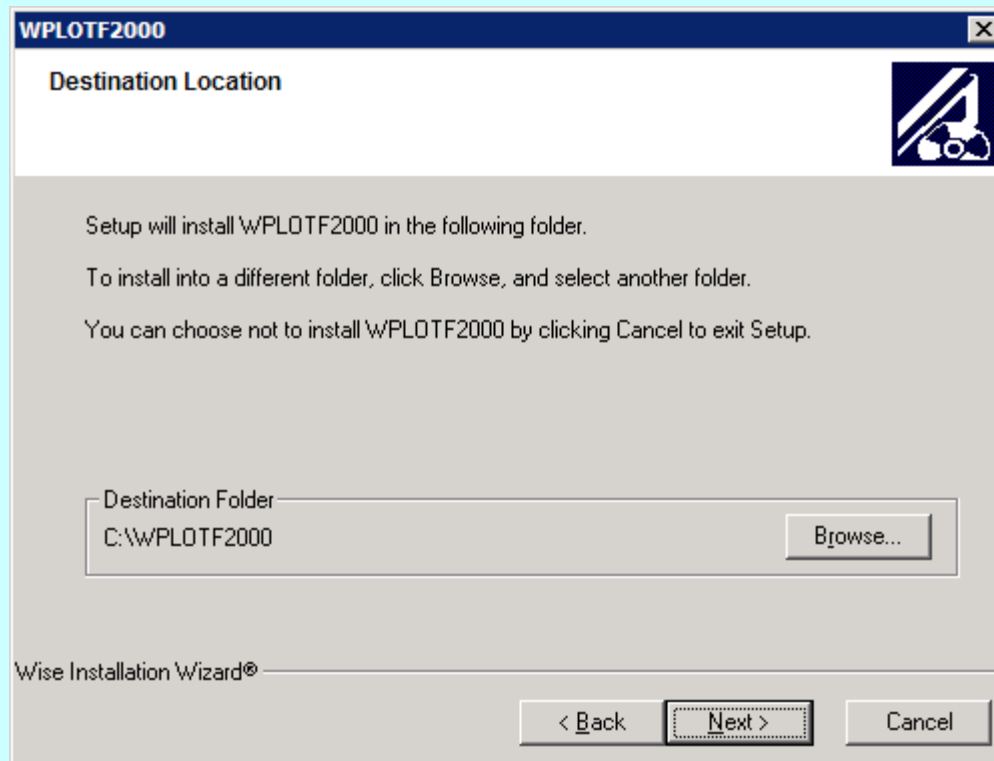 WPLOTF2000
Destination Location
Setup will install WPLOTF2000 in the following folder.
To install into a different folder, click Browse, and select another folder.
You can choose not to install WPLOTF2000 by clicking Cancel to exit Setup.
Destination Folder
C:\WPLOTF2000
Browse...
Wise Installation Wizard®
< Back
Next >
Cancel